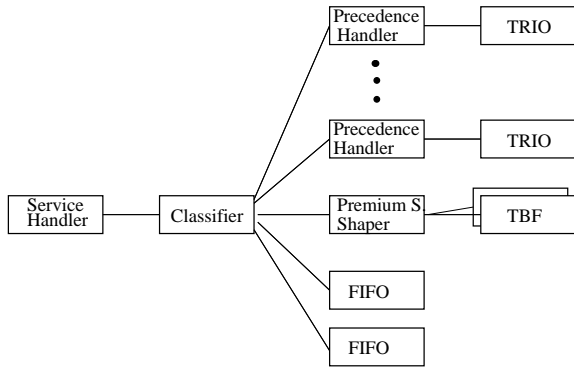 Precedence
Handler
TRIO
Precedence
Handler
TRIO
Service
Handler
Classifier
Premium S.
Shaper
TBF
FIFO
FIFO